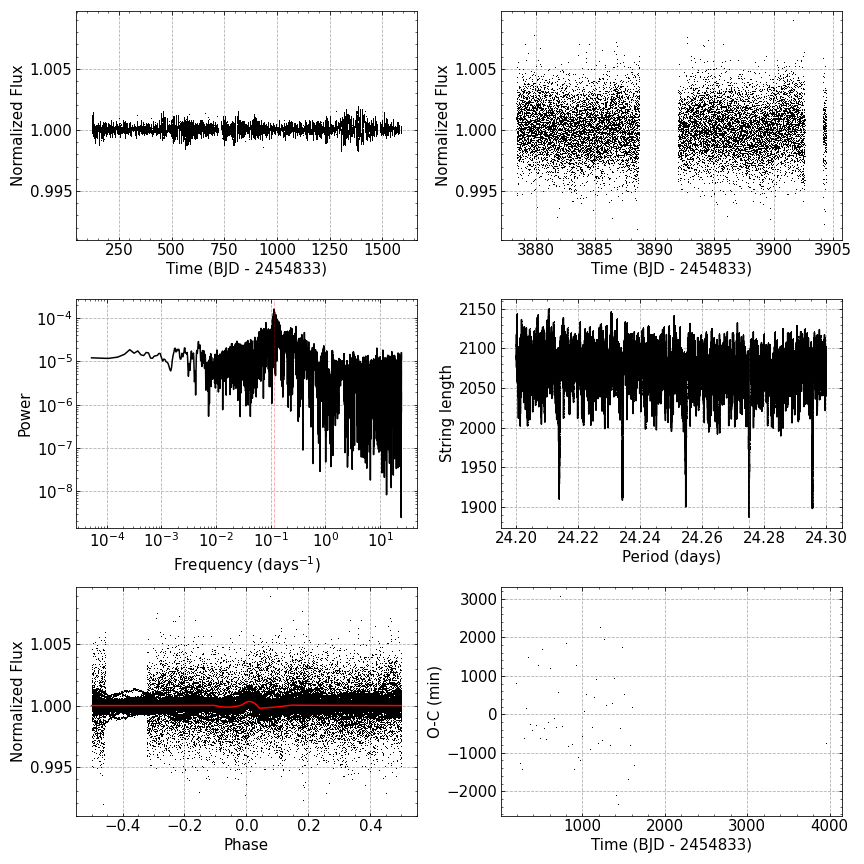 Normalized Flux
1.005
1.000
0.995
250 500 750 1000 1250 1500
Time (BJD - 2454833)
Normalized Flux
1.005
1.000
0.995
3880 3885 3890 3895 3900 3905
Time (BJD - 2454833)
Power
10⁻⁴
10⁻⁵
10⁻⁶
10⁻⁷
10⁻⁸
10⁻⁴ 10⁻³ 10⁻² 10⁻¹ 10⁰ 10¹
Frequency (days⁻¹)
String length
2150
2100
2050
2000
1950
1900
24.20 24.22 24.24 24.26 24.28 24.30
Period (days)
Normalized Flux
1.005
1.000
0.995
−0.4 −0.2 0.0 0.2 0.4
Phase
O-C (min)
3000
2000
1000
0
−1000
−2000
1000 2000 3000 4000
Time (BJD - 2454833)